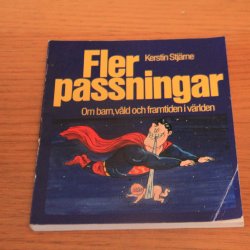 Fler
Kerstin Stjärne
passningar
Om barn, våld och framtiden i världen